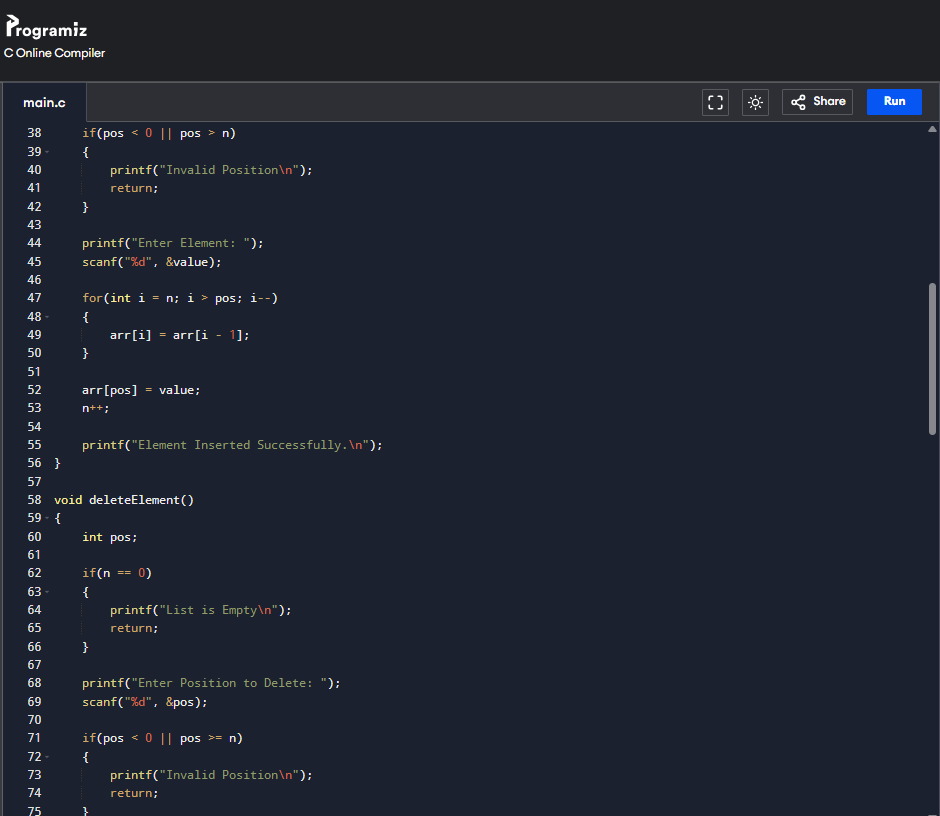 Programiz
C Online Compiler
main.c
Share
Run
38     if(pos < 0 || pos > n)
39     {
40         printf("Invalid Position\n");
41         return;
42     }
43
44     printf("Enter Element: ");
45     scanf("%d", &value);
46
47     for(int i = n; i > pos; i--)
48     {
49         arr[i] = arr[i - 1];
50     }
51
52     arr[pos] = value;
53     n++;
54
55     printf("Element Inserted Successfully.\n");
56 }
57
58 void deleteElement()
59 {
60     int pos;
61
62     if(n == 0)
63     {
64         printf("List is Empty\n");
65         return;
66     }
67
68     printf("Enter Position to Delete: ");
69     scanf("%d", &pos);
70
71     if(pos < 0 || pos >= n)
72     {
73         printf("Invalid Position\n");
74         return;
75     }